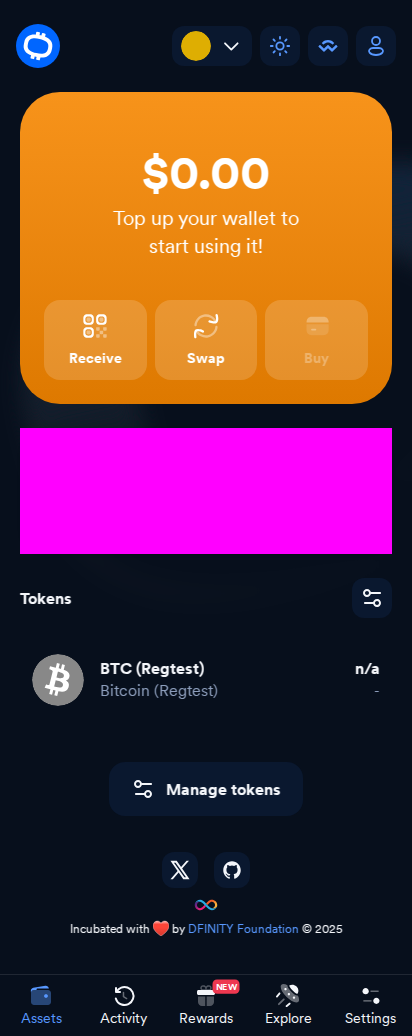 $0.00
Top up your wallet to
start using it!
Receive
Swap
Buy
Tokens
BTC (Regtest)
n/a
Bitcoin (Regtest)
-
Manage tokens
Incubated with ❤️ by DFINITY Foundation © 2025
NEW
Assets
Activity
Rewards
Explore
Settings